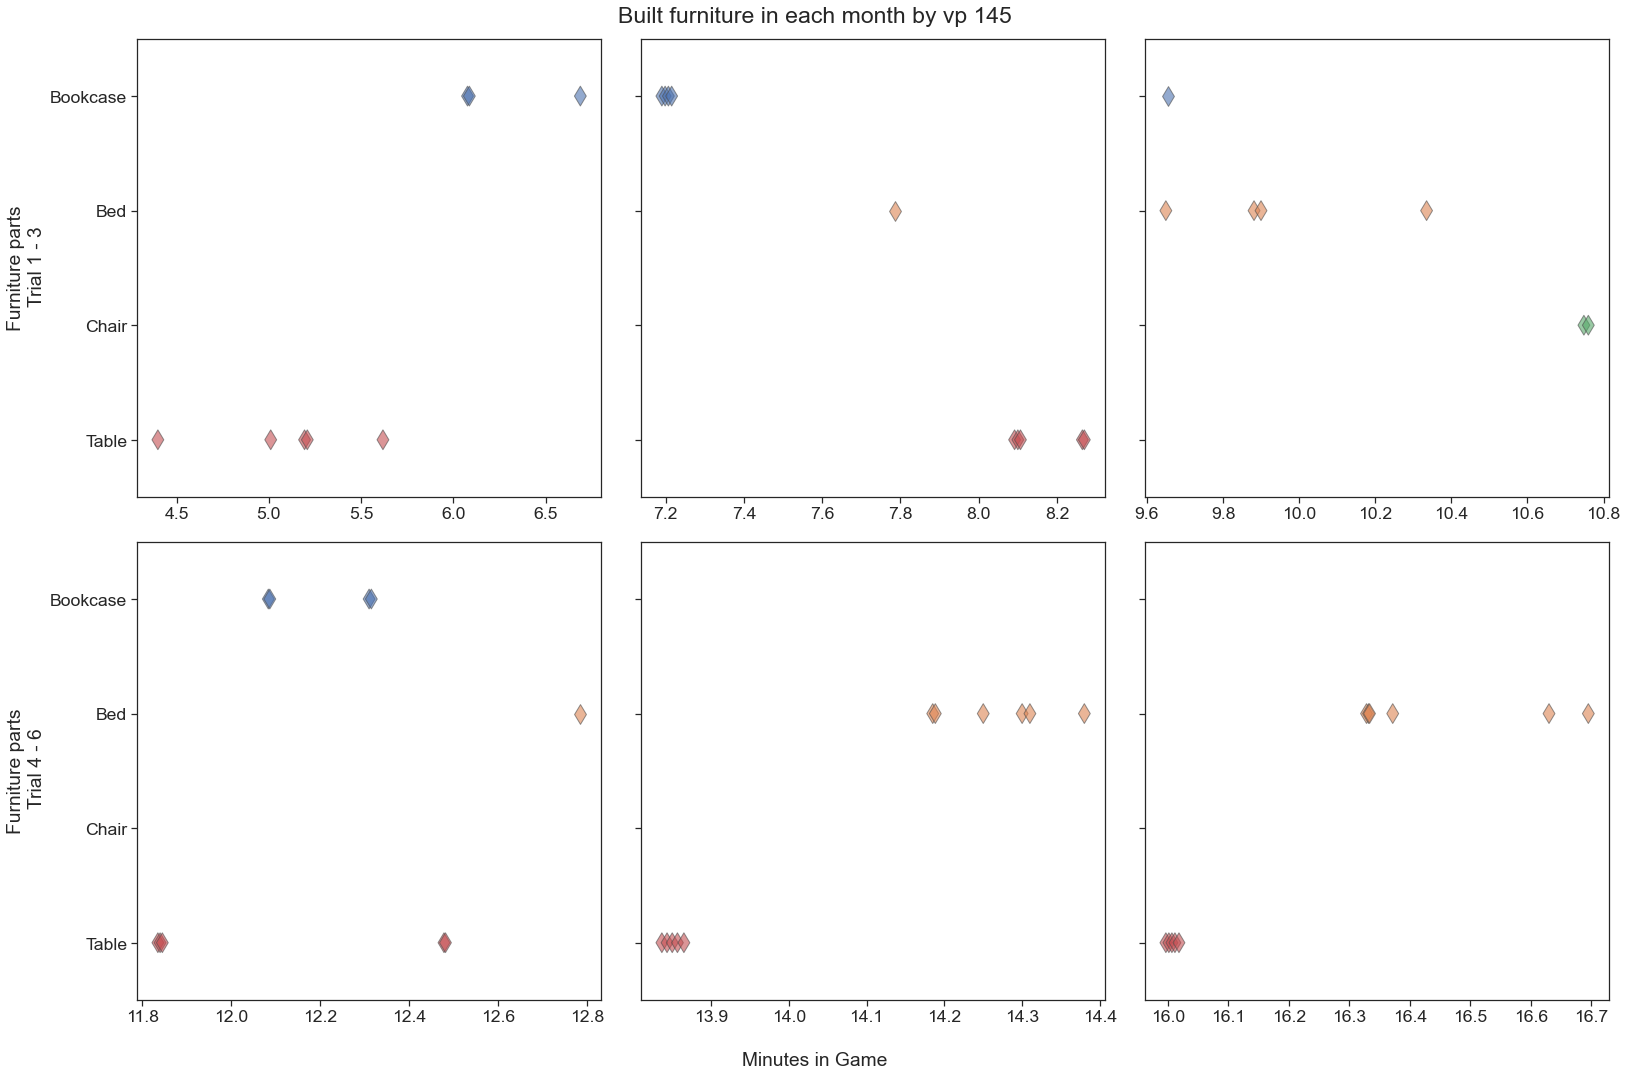 Built furniture in each month by vp 145
Furniture parts
Trial 1 - 3
Bookcase
Bed
Chair
Table
4.5 5.0 5.5 6.0 6.5
7.2 7.4 7.6 7.8 8.0 8.2
9.6 9.8 10.0 10.2 10.4 10.6 10.8
Furniture parts
Trial 4 - 6
Bookcase
Bed
Chair
Table
11.8 12.0 12.2 12.4 12.6 12.8
13.9 14.0 14.1 14.2 14.3 14.4
16.0 16.1 16.2 16.3 16.4 16.5 16.6 16.7
Minutes in Game